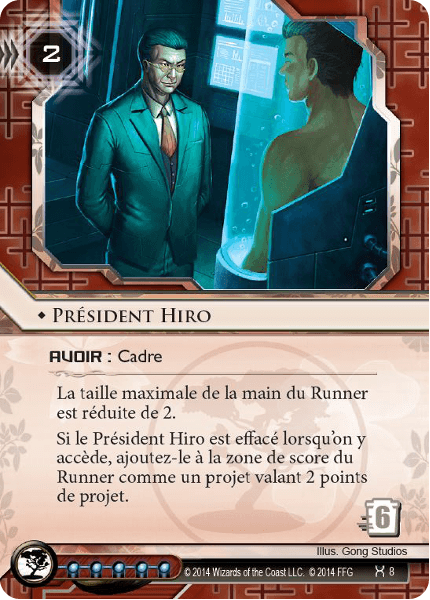 2
♦ Président Hiro
AVOIR : Cadre
La taille maximale de la main du Runner
est réduite de 2.
Si le Président Hiro est effacé lorsqu'on y
accède, ajoutez-le à la zone de score du
Runner comme un projet valant 2 points
de projet.
6
Illus. Gong Studios
© 2014 Wizards of the Coast LLC. © 2014 FFG
8